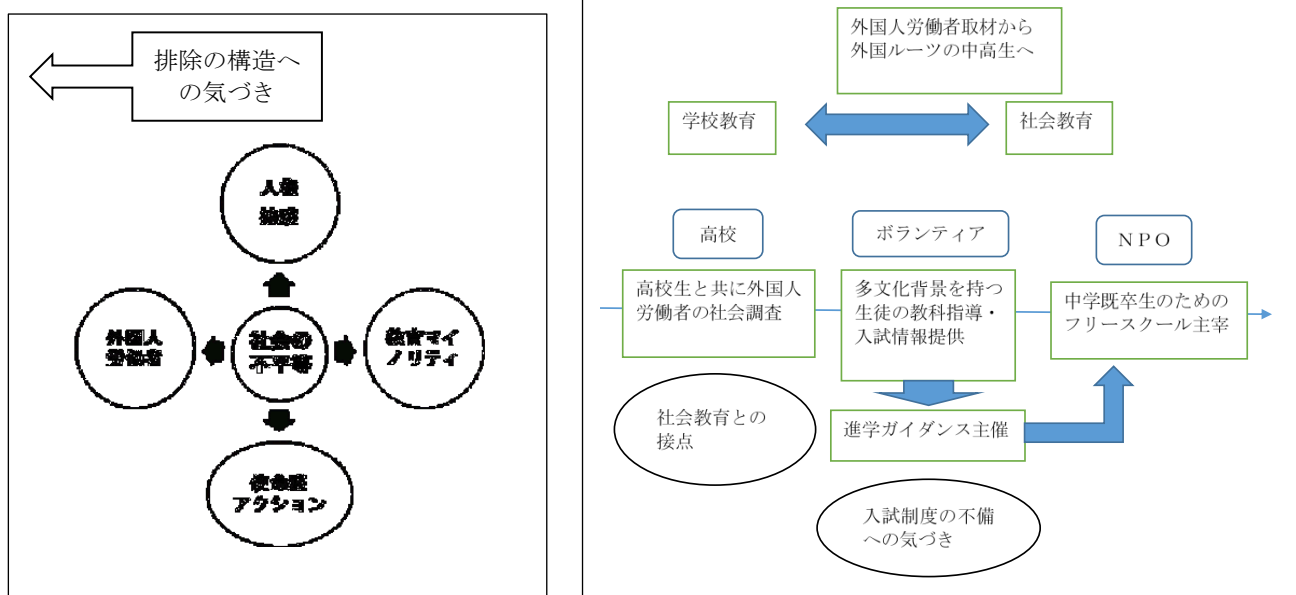 排除の構造へ
の気づき
人権
外国人
労働者
社会の
不平等
教育マイ
ノリティ
使命感
アクション
外国人労働者取材から
外国ルーツの中高生へ
学校教育
社会教育
高校
ボランティア
ＮＰＯ
高校生と共に外国人
労働者の社会調査
多文化背景を持つ
生徒の教科指導・
入試情報提供
中学既卒生のための
フリースクール主宰
社会教育との
接点
進学ガイダンス主催
入試制度の不備
への気づき